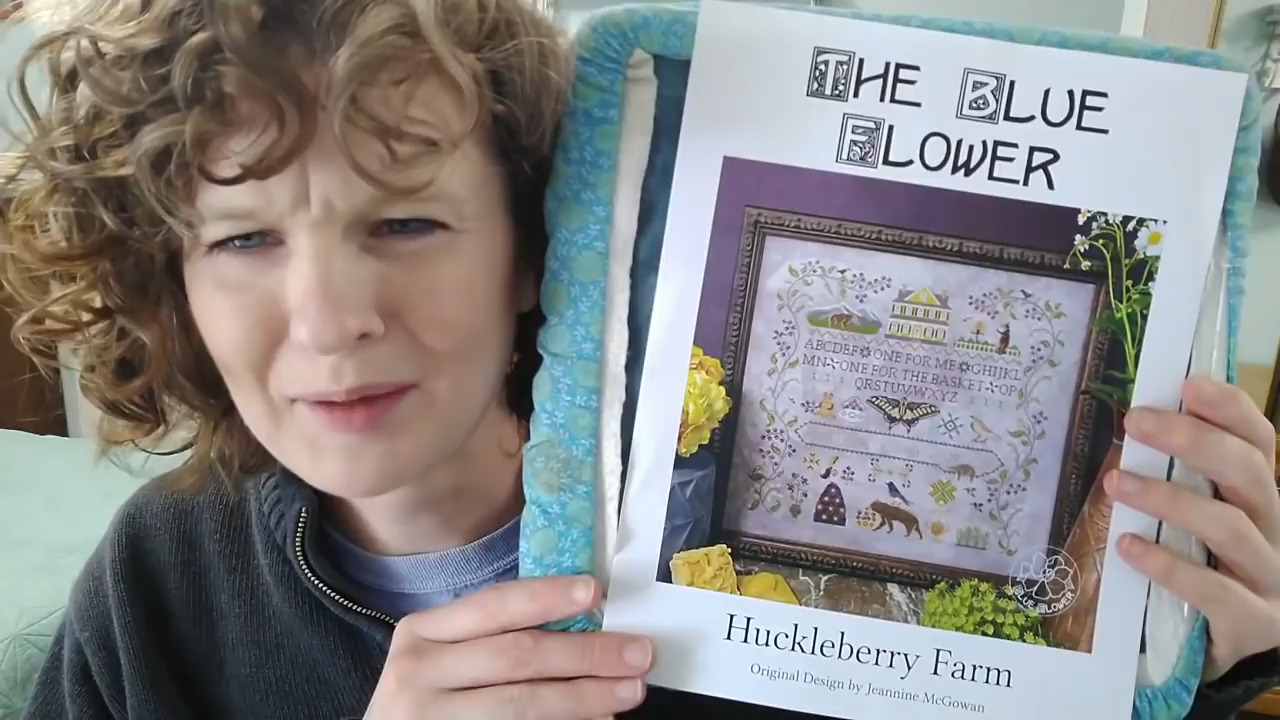 THE BLUE
FLOWER
ABCDEF ONE FOR ME GHIJKL
MN ONE FOR THE BASKET OP
QRSTUVWXYZ
BLUE FLOWER
Huckleberry Farm
Original Design by Jeannine McGowan